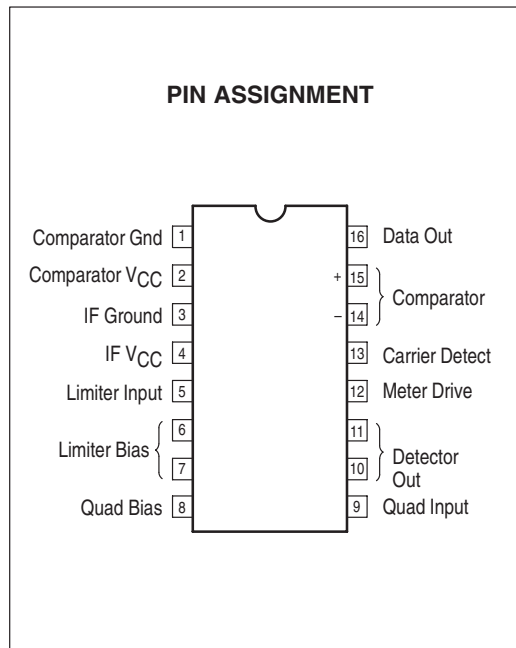 PIN ASSIGNMENT
Comparator Gnd 1
16 Data Out
Comparator VCC 2
+ 15
Comparator
IF Ground 3
– 14
IF VCC 4
13 Carrier Detect
Limiter Input 5
12 Meter Drive
6
Limiter Bias
7
11
Detector
Out
10
Quad Bias 8
9 Quad Input